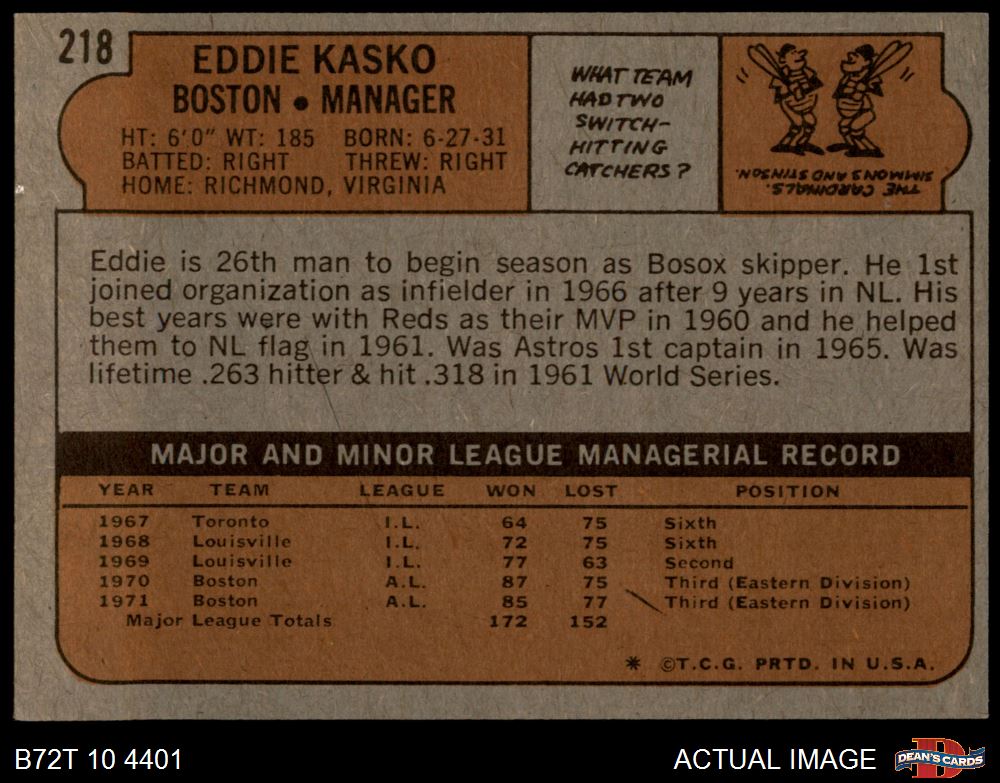 218
EDDIE KASKO
BOSTON • MANAGER
HT: 6'0" WT: 185 BORN: 6-27-31
BATTED: RIGHT THREW: RIGHT
HOME: RICHMOND, VIRGINIA
WHAT TEAM
HAD TWO
SWITCH-
HITTING
CATCHERS?
THE CARDINALS.
SIMMONS AND STINSON.
Eddie is 26th man to begin season as Bosox skipper. He 1st
joined organization as infielder in 1966 after 9 years in NL. His
best years were with Reds as their MVP in 1960 and he helped
them to NL flag in 1961. Was Astros 1st captain in 1965. Was
lifetime .263 hitter & hit .318 in 1961 World Series.
MAJOR AND MINOR LEAGUE MANAGERIAL RECORD
YEAR TEAM LEAGUE WON LOST POSITION
1967 Toronto I.L. 64 75 Sixth
1968 Louisville I.L. 72 75 Sixth
1969 Louisville I.L. 77 63 Second
1970 Boston A.L. 87 75 Third (Eastern Division)
1971 Boston A.L. 85 77 Third (Eastern Division)
Major League Totals 172 152
* ©T.C.G. PRTD. IN U.S.A.
B72T 10 4401 ACTUAL IMAGE D DEAN'S CARDS